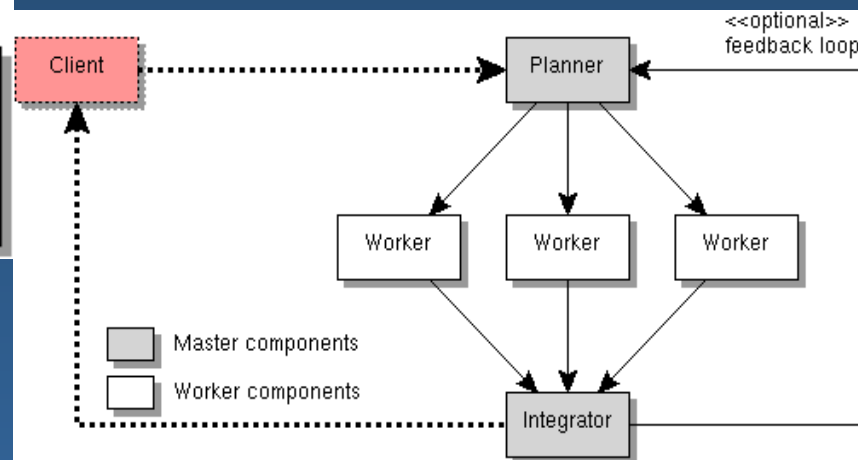 <<optional>>
feedback loop
Client
Planner
Worker
Worker
Worker
Master components
Worker components
Integrator